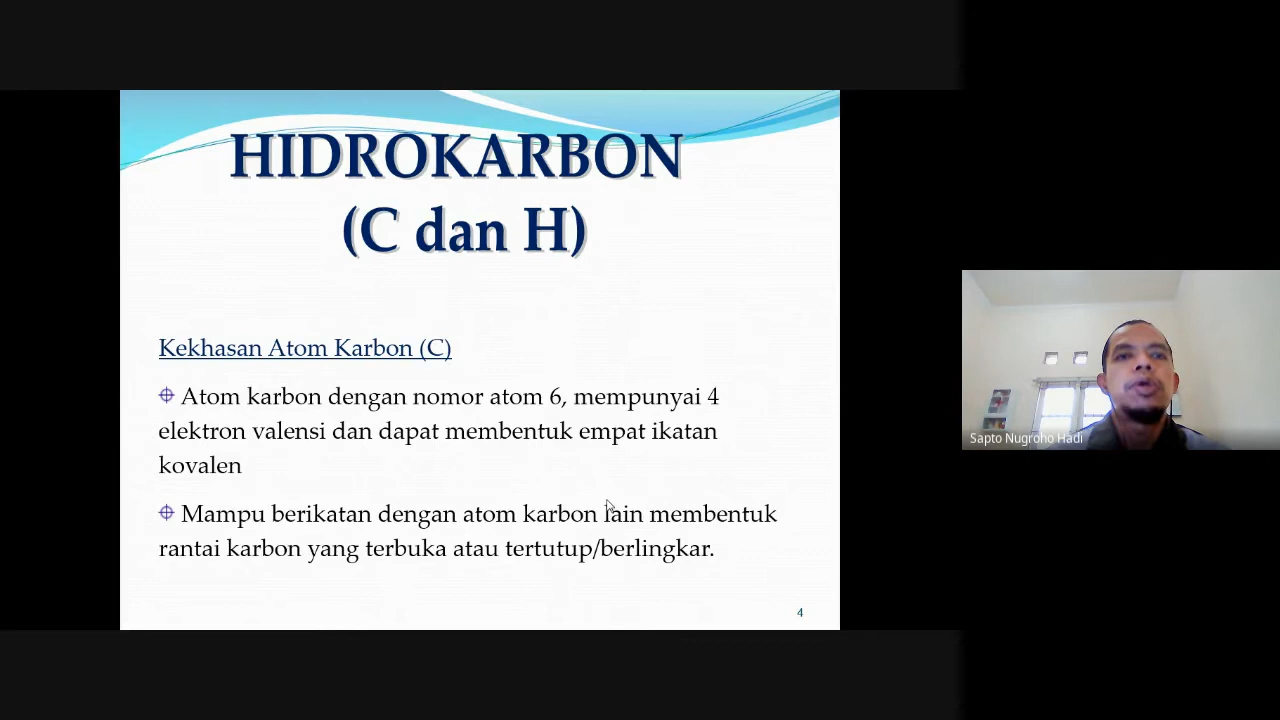 HIDROKARBON
(C dan H)
Kekhasan Atom Karbon (C)
Atom karbon dengan nomor atom 6, mempunyai 4
elektron valensi dan dapat membentuk empat ikatan
kovalen
Mampu berikatan dengan atom karbon lain membentuk
rantai karbon yang terbuka atau tertutup/berlingkar.
4
Sapto Nugroho Hadi